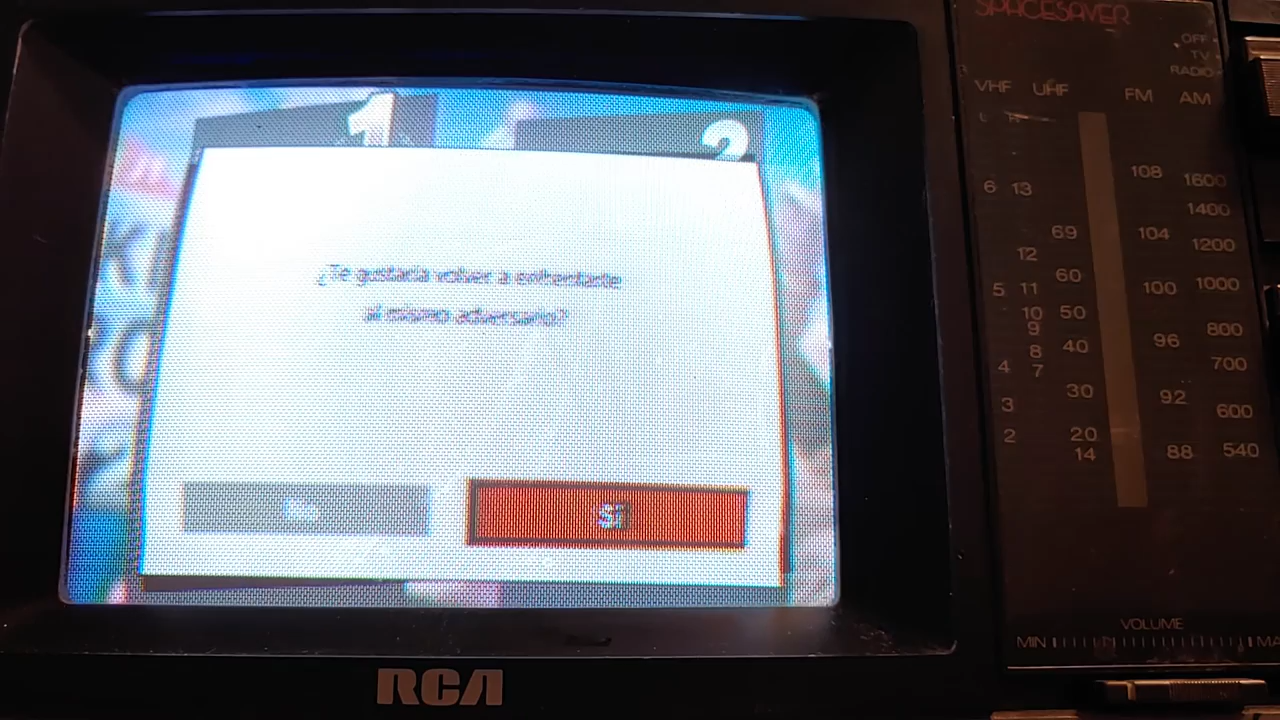 SPACESAVER
OFF
TV
RADIO
VHF UHF FM AM
1
2
¿Te gustaría volver a enfrentarte
al mismo adversario?
No
Sí
108 1600
6 13
1400
69 104 1200
12
60
5 11 100 1000
10 50
9 96 800
8 40
4 7 700
30 92
3 600
2 20
14 88 540
VOLUME
MIN
RCA